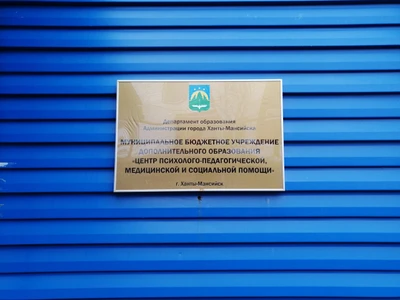 Департамент образования
Администрации города Ханты-Мансийска
МУНИЦИПАЛЬНОЕ БЮДЖЕТНОЕ УЧРЕЖДЕНИЕ
ДОПОЛНИТЕЛЬНОГО ОБРАЗОВАНИЯ
«ЦЕНТР ПСИХОЛОГО-ПЕДАГОГИЧЕСКОЙ,
МЕДИЦИНСКОЙ И СОЦИАЛЬНОЙ ПОМОЩИ»
г. Ханты-Мансийск